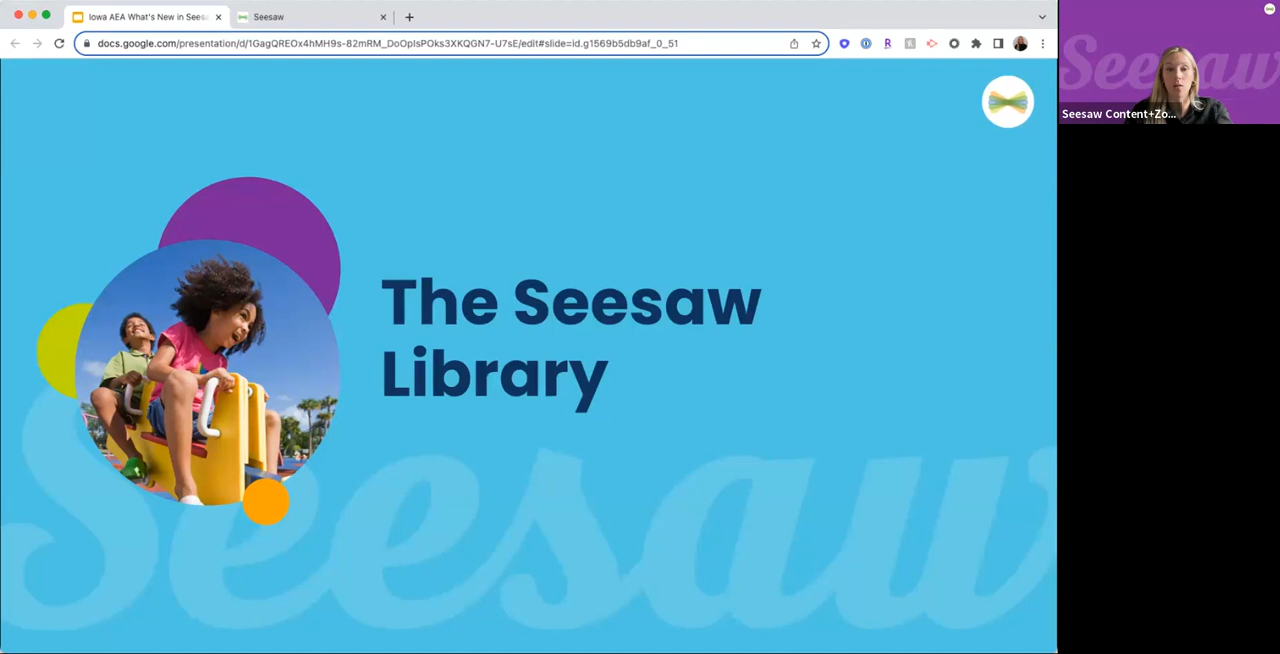 Iowa AEA What's New in Seesa
Seesaw
docs.google.com/presentation/d/1GagQREOx4hMH9s-82mRM_DoOpIsPOks3XKQGN7-U7sE/edit#slide=id.g1569b5db9af_0_51
Seesaw
Seesaw Content+Zo...
The Seesaw
Library
Seesaw